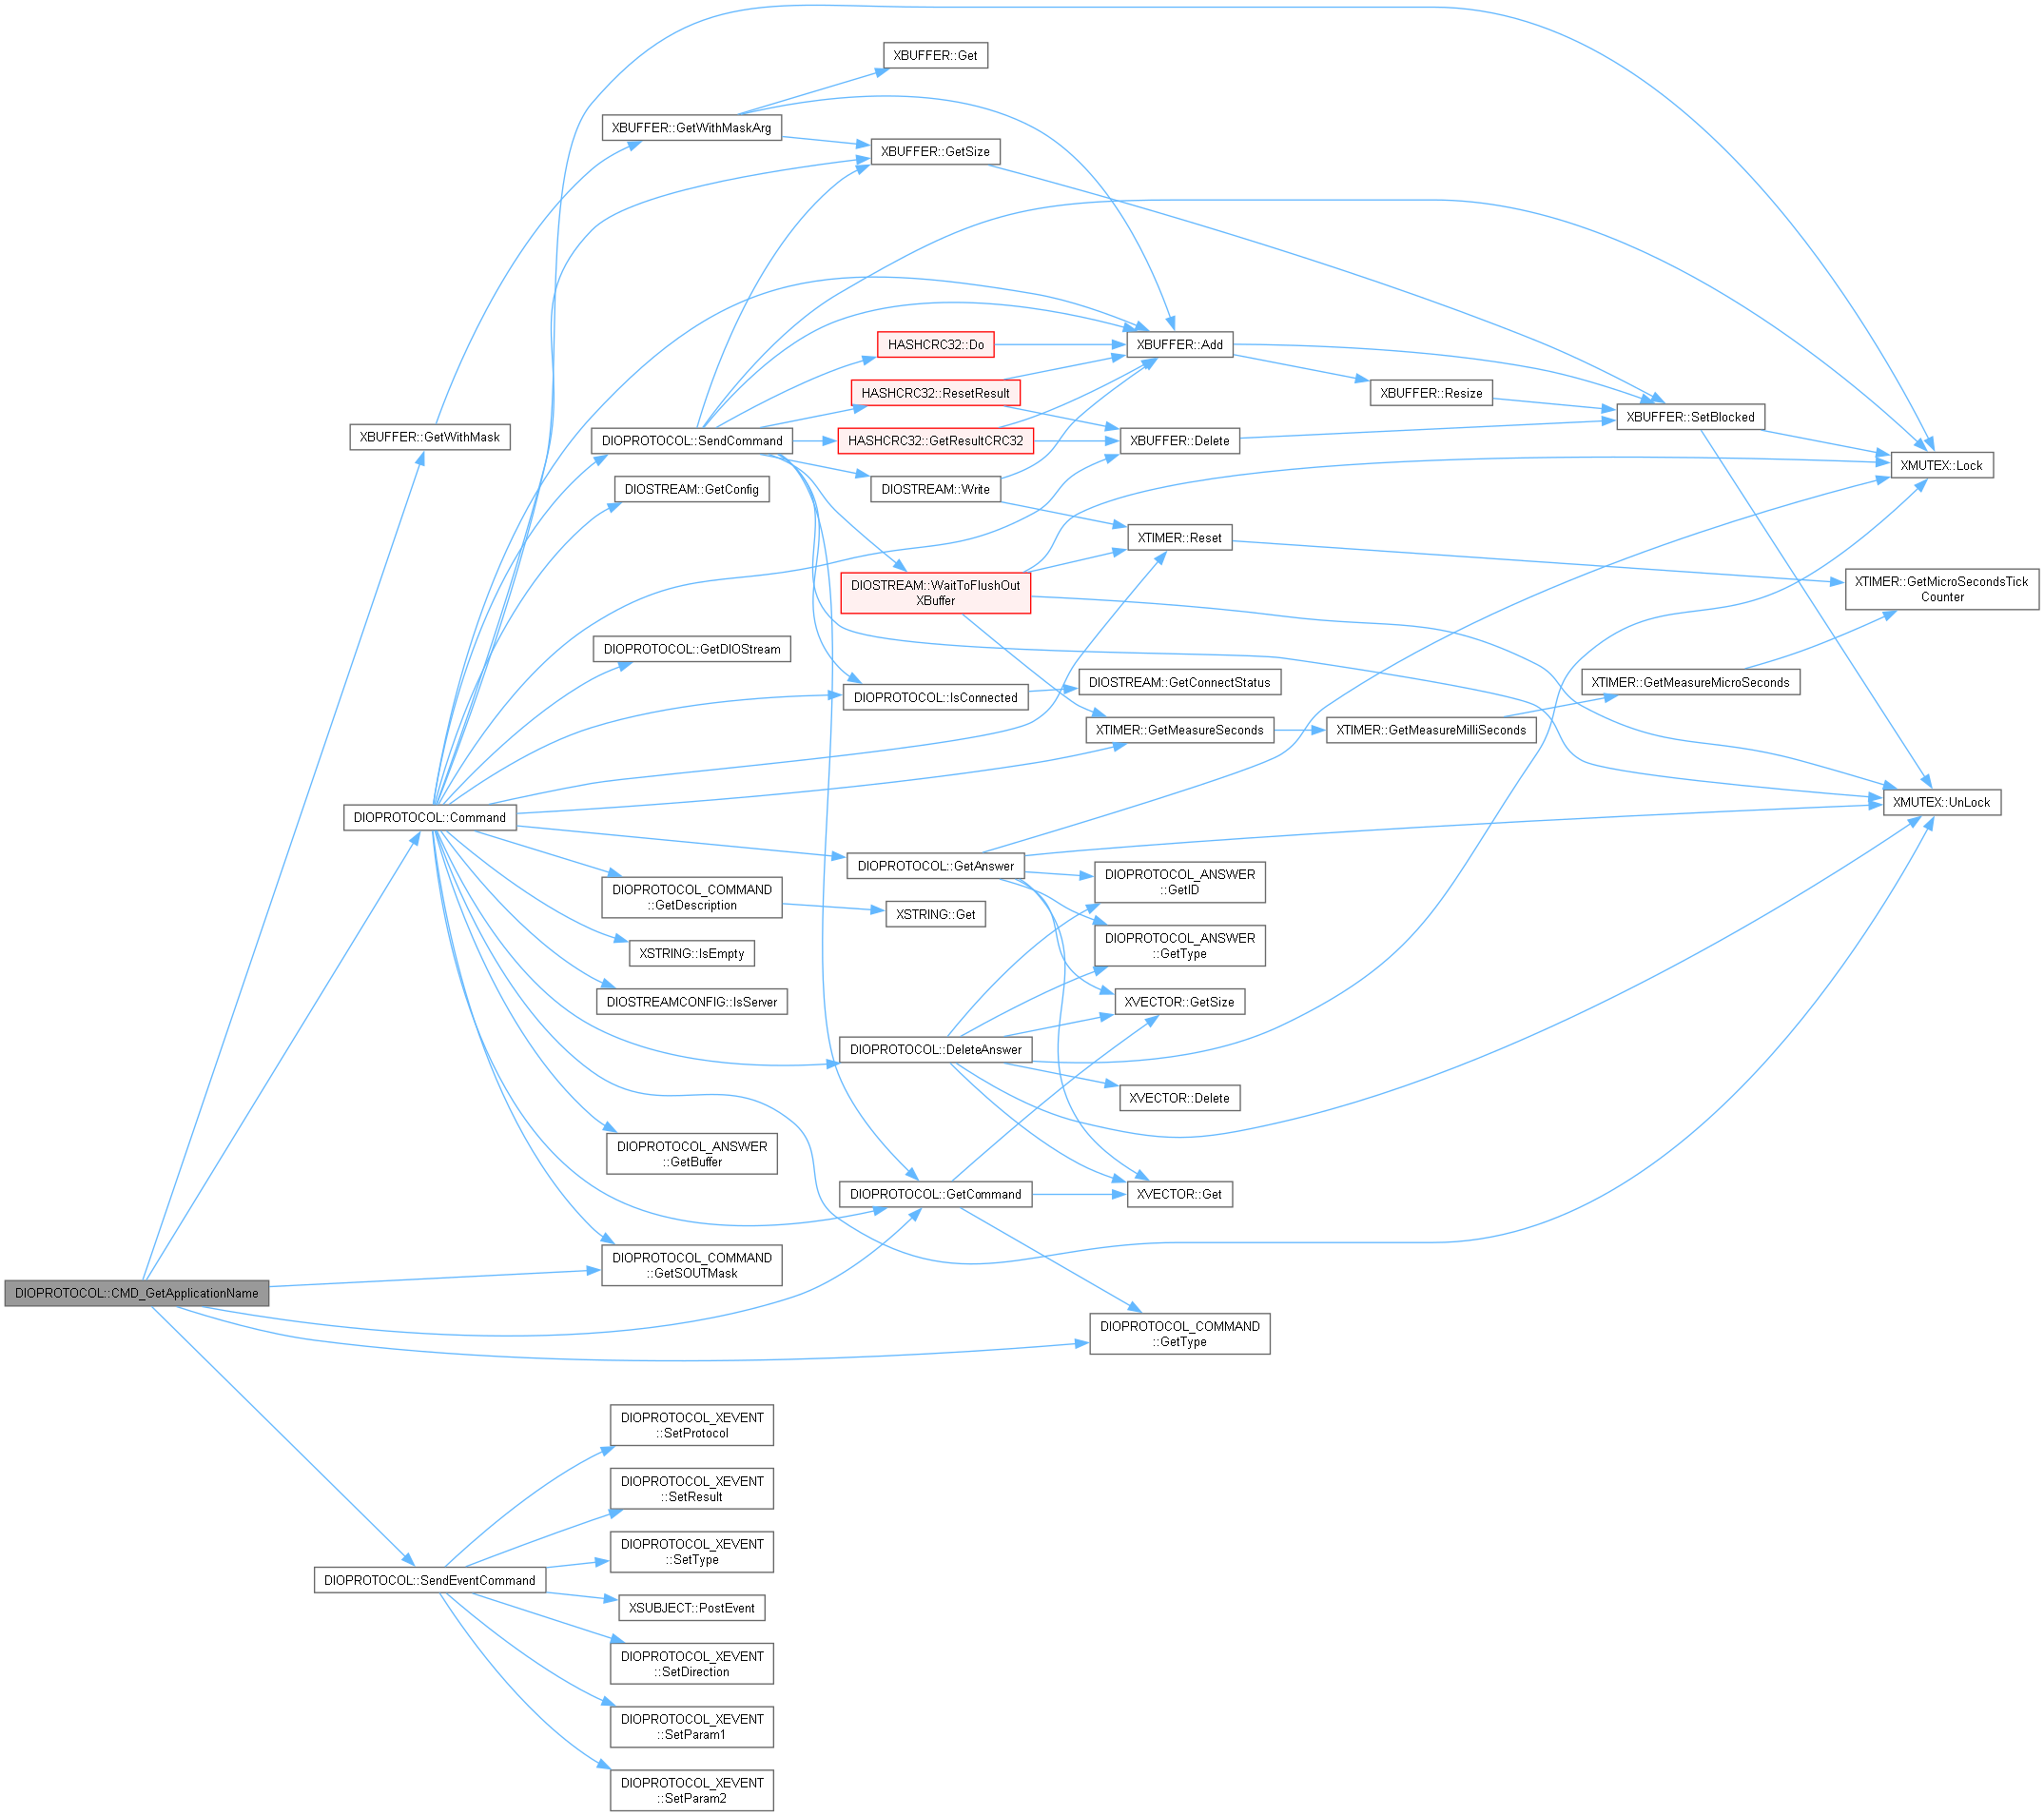 XBUFFER::Get
XBUFFER::GetWithMaskArg
XBUFFER::GetSize
HASHCRC32::Do
XBUFFER::Add
HASHCRC32::ResetResult
XBUFFER::Resize
XBUFFER::SetBlocked
XBUFFER::GetWithMask
DIOPROTOCOL::SendCommand
HASHCRC32::GetResultCRC32
XBUFFER::Delete
XMUTEX::Lock
DIOSTREAM::GetConfig
DIOSTREAM::Write
XTIMER::Reset
DIOSTREAM::WaitToFlushOut
XBuffer
XTIMER::GetMicroSecondsTick
Counter
DIOPROTOCOL::GetDIOStream
DIOPROTOCOL::IsConnected
DIOSTREAM::GetConnectStatus
XTIMER::GetMeasureMicroSeconds
XTIMER::GetMeasureSeconds
XTIMER::GetMeasureMilliSeconds
XMUTEX::UnLock
DIOPROTOCOL::Command
DIOPROTOCOL::GetAnswer
DIOPROTOCOL_ANSWER
::GetID
DIOPROTOCOL_COMMAND
::GetDescription
XSTRING::Get
DIOPROTOCOL_ANSWER
::GetType
XSTRING::IsEmpty
DIOSTREAMCONFIG::IsServer
XVECTOR::GetSize
DIOPROTOCOL::DeleteAnswer
XVECTOR::Delete
DIOPROTOCOL_ANSWER
::GetBuffer
DIOPROTOCOL::GetCommand
XVECTOR::Get
DIOPROTOCOL_COMMAND
::GetSOUTMask
DIOPROTOCOL::CMD_GetApplicationName
DIOPROTOCOL_COMMAND
::GetType
DIOPROTOCOL_XEVENT
::SetProtocol
DIOPROTOCOL_XEVENT
::SetResult
DIOPROTOCOL_XEVENT
::SetType
DIOPROTOCOL::SendEventCommand
XSUBJECT::PostEvent
DIOPROTOCOL_XEVENT
::SetDirection
DIOPROTOCOL_XEVENT
::SetParam1
DIOPROTOCOL_XEVENT
::SetParam2